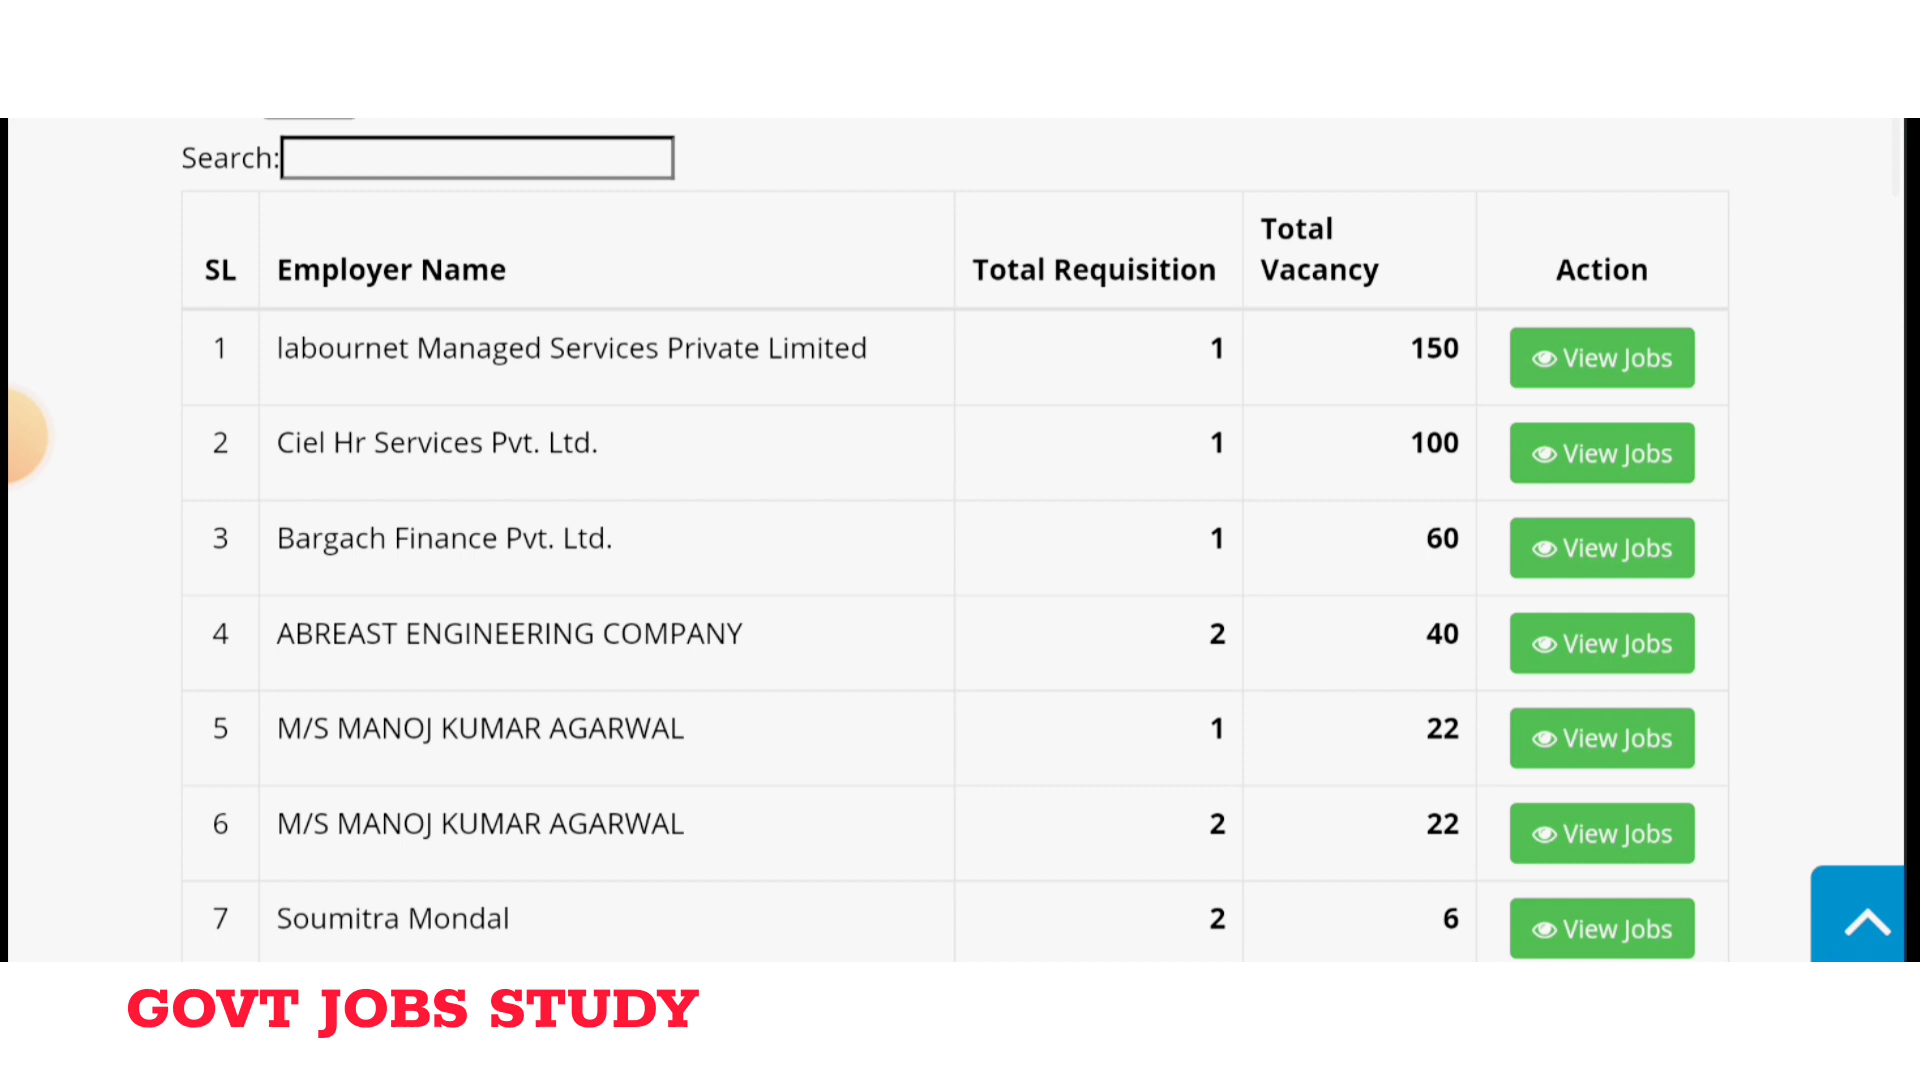 Search:
SL Employer Name Total Requisition Total Vacancy Action
1 labournet Managed Services Private Limited 1 150 View Jobs
2 Ciel Hr Services Pvt. Ltd. 1 100 View Jobs
3 Bargach Finance Pvt. Ltd. 1 60 View Jobs
4 ABREAST ENGINEERING COMPANY 2 40 View Jobs
5 M/S MANOJ KUMAR AGARWAL 1 22 View Jobs
6 M/S MANOJ KUMAR AGARWAL 2 22 View Jobs
7 Soumitra Mondal 2 6 View Jobs
GOVT JOBS STUDY